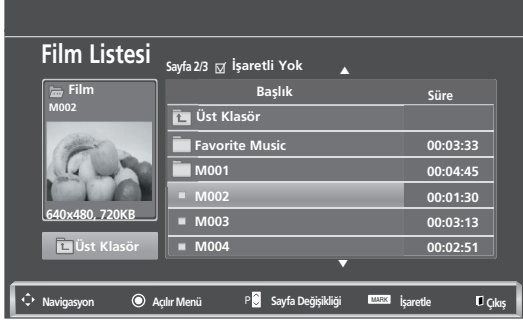 Film Listesi
Sayfa 2/3 İşaretli Yok
Film
M002
640x480, 720KB
Üst Klasör
Başlık Süre
Üst Klasör
Favorite Music 00:03:33
M001 00:04:45
M002 00:01:30
M003 00:03:13
M004 00:02:51
Navigasyon Açılır Menü P Sayfa Değişikliği MARK İşaretle Çıkış